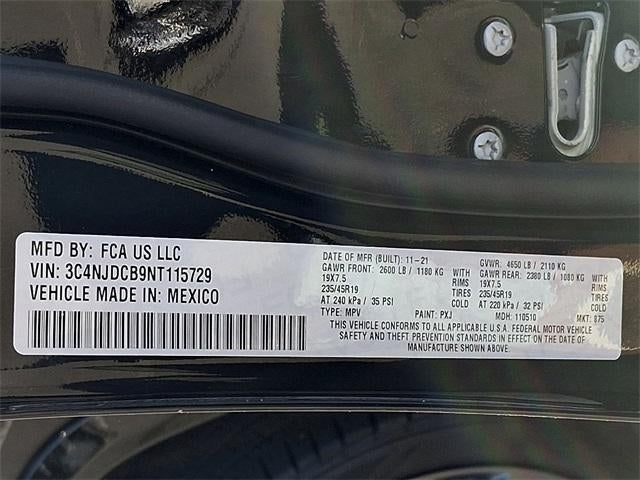 MFD BY: FCA US LLC
VIN: 3C4NJDCB9NT115729
VEHICLE MADE IN: MEXICO
DATE OF MFR (BUILT): 11-21 GVWR: 4650 LB / 2110 KG
GAWR FRONT: 2600 LB / 1180 KG WITH GAWR REAR: 2380 LB / 1080 KG
19X7.5 RIMS 19X7.5
235/45R19 TIRES 235/45R19
AT 240 kPa / 35 PSI COLD AT 220 kPa / 32 PSI
TYPE: MPV PAINT: PXJ MDH: 110510 MKT: 875
THIS VEHICLE CONFORMS TO ALL APPLICABLE U.S.A. FEDERAL MOTOR VEHICLE
SAFETY AND THEFT PREVENTION STANDARDS IN EFFECT ON THE DATE OF
MANUFACTURE SHOWN ABOVE.
WITH
RIMS
TIRES
COLD